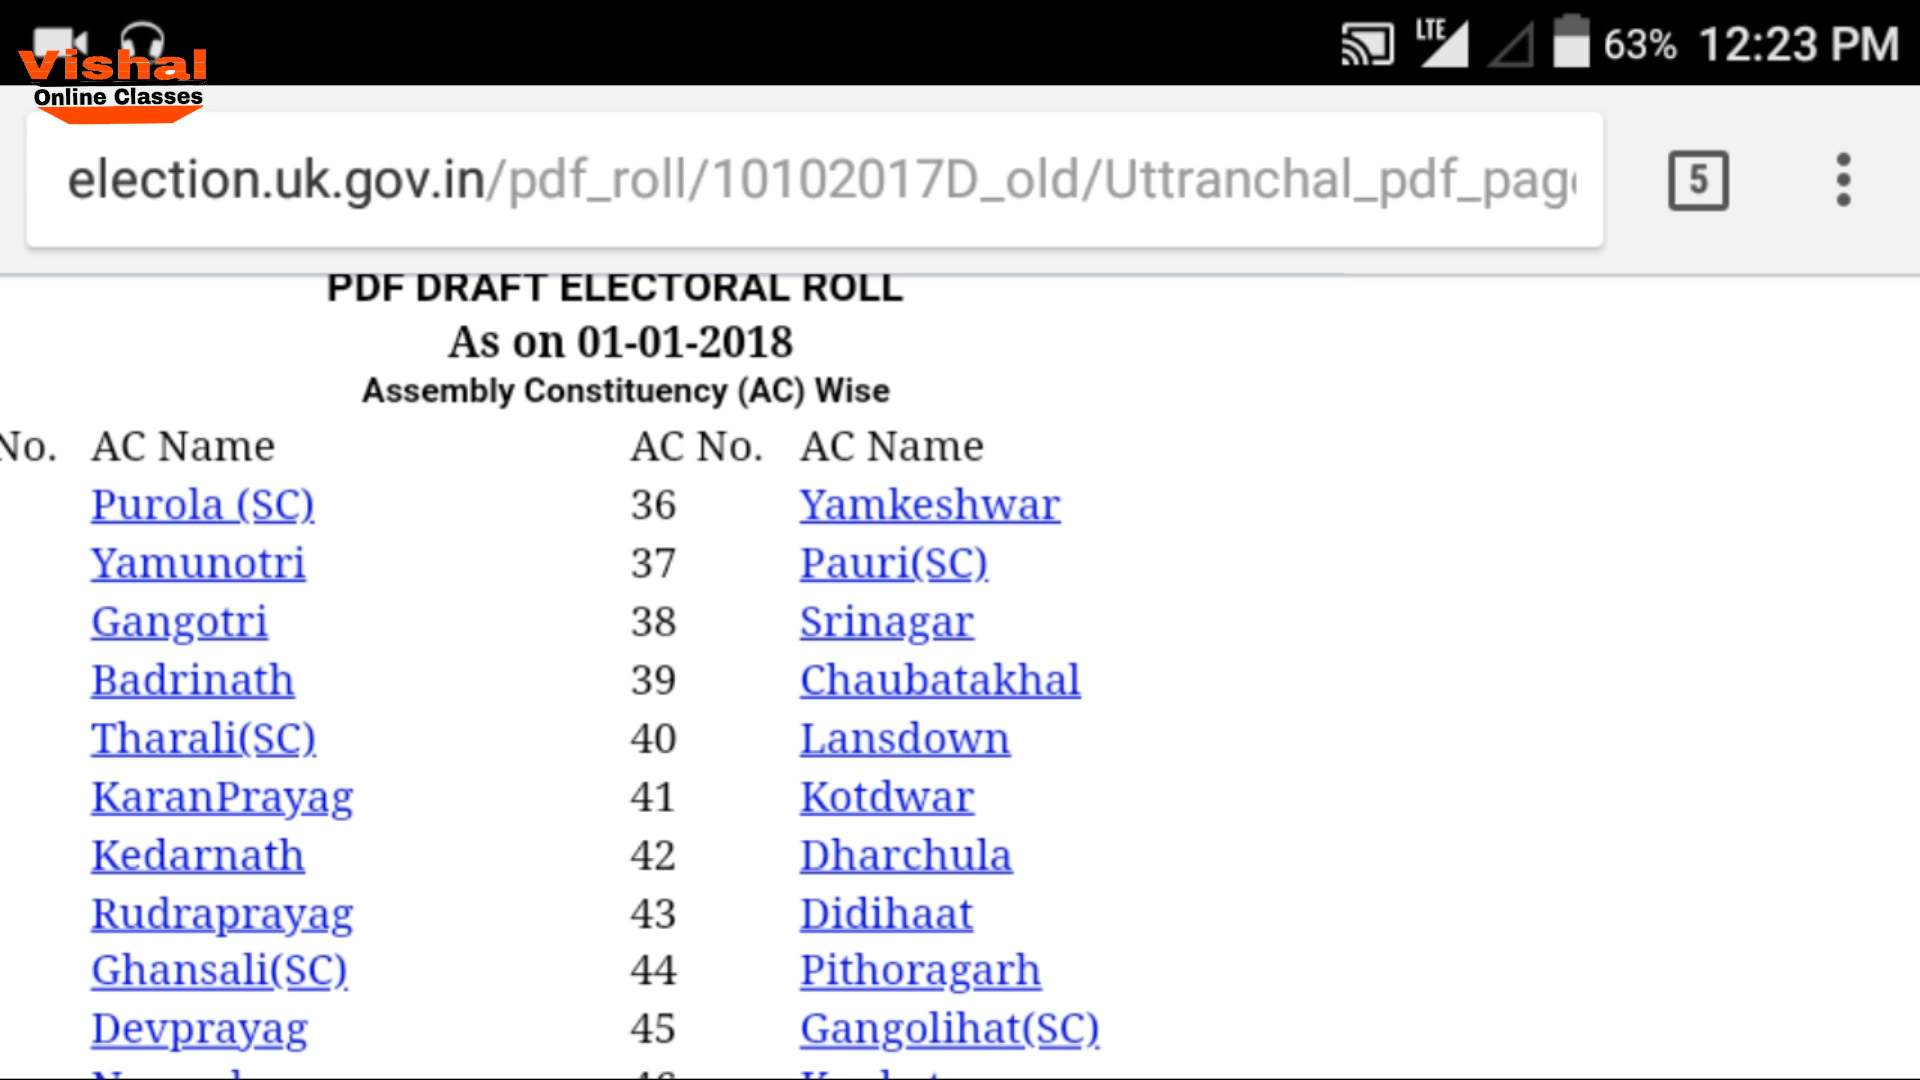 LTE 63% 12:23 PM
Vishal
Online Classes
election.uk.gov.in/pdf_roll/10102017D_old/Uttranchal_pdf_page
5
PDF DRAFT ELECTORAL ROLL
As on 01-01-2018
Assembly Constituency (AC) Wise
No. AC Name AC No. AC Name
Purola (SC) 36 Yamkeshwar
Yamunotri 37 Pauri(SC)
Gangotri 38 Srinagar
Badrinath 39 Chaubatakhal
Tharali(SC) 40 Lansdown
KaranPrayag 41 Kotdwar
Kedarnath 42 Dharchula
Rudraprayag 43 Didihaat
Ghansali(SC) 44 Pithoragarh
Devprayag 45 Gangolihat(SC)